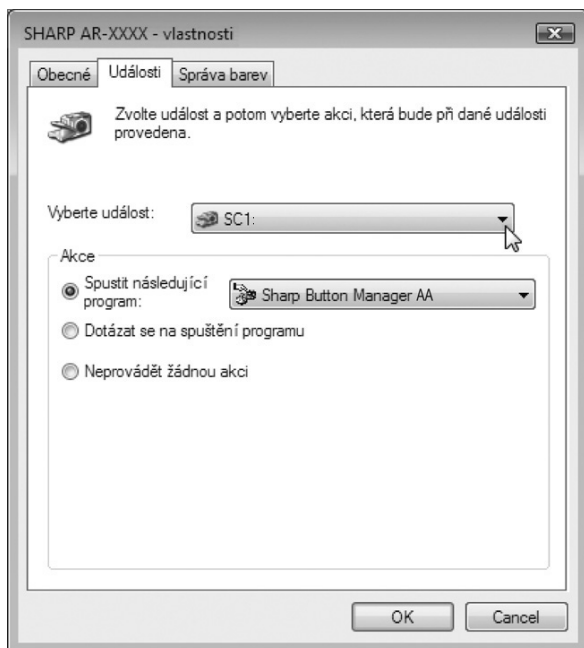 SHARP AR-XXXX - vlastnosti
Obecné Události Správa barev
Zvolte událost a potom vyberte akci, která bude při dané události
provedena.
Vyberte událost: SC1:
Akce
Spustit následující
program: Sharp Button Manager AA
Dotázat se na spuštění programu
Neprovádět žádnou akci
OK Cancel